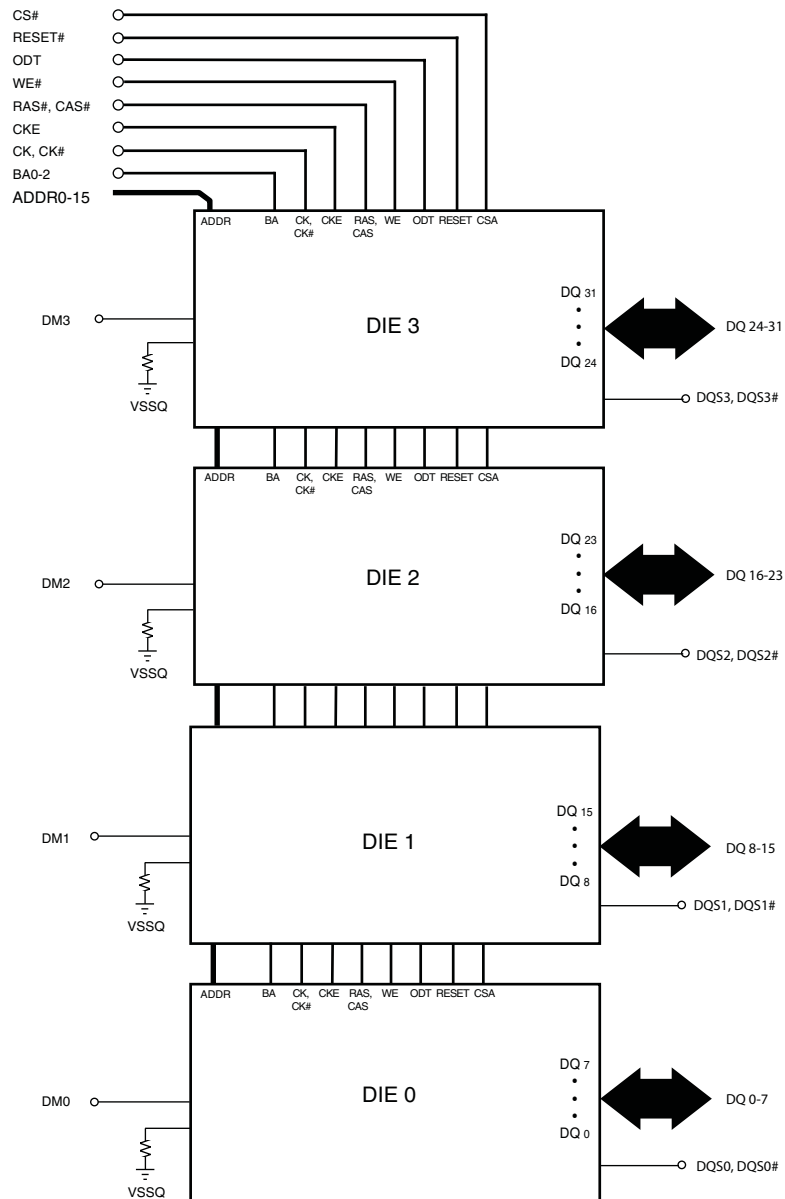 CS#
RESET#
ODT
WE#
RAS#, CAS#
CKE
CK, CK#
BA0-2
ADDR0-15
ADDR BA CK, CKE RAS, WE ODT RESET CSA
CK# CAS
DQ 31
DIE 3
DM3
DQ 24-31
DQ 24
VSSQ
DQS3, DQS3#
ADDR BA CK, CKE RAS, WE ODT RESET CSA
CK# CAS
DQ 23
DIE 2
DM2
DQ 16-23
DQ 16
VSSQ
DQS2, DQS2#
DQ 15
DM1
DIE 1
DQ 8-15
DQ 8
VSSQ
DQS1, DQS1#
ADDR BA CK, CKE RAS, WE ODT RESET CSA
CK# CAS
DQ 7
DIE 0
DM0
DQ 0-7
DQ 0
DQS0, DQS0#
VSSQ